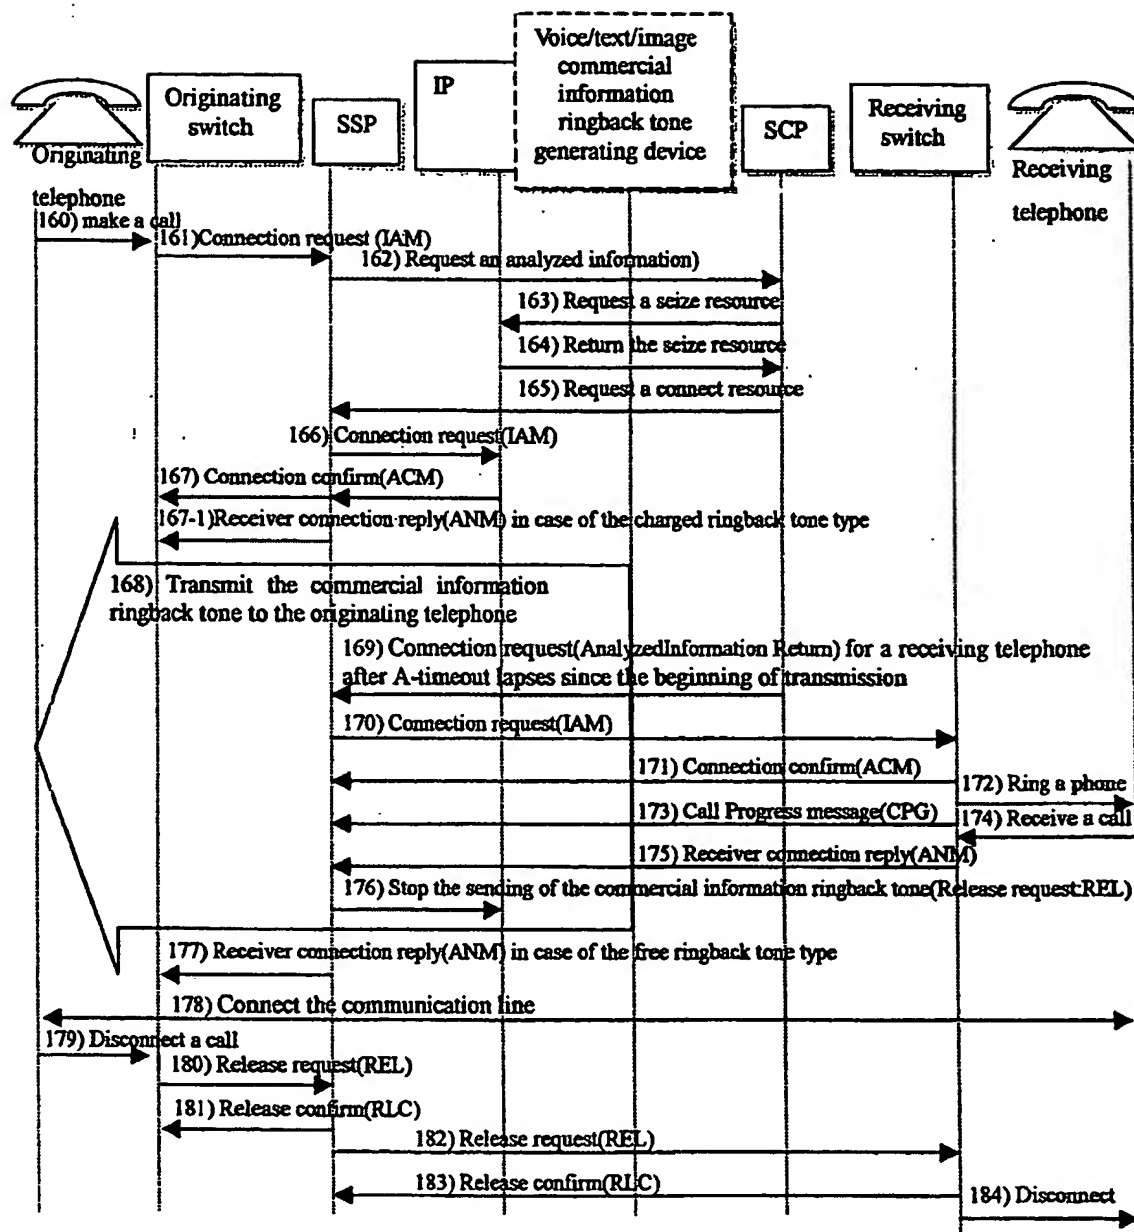 Voice/text/image
commercial
information
ringback tone
generating device
IP
Originating
switch
SSP
SCP
Receiving
switch
Originating
telephone
Receiving
telephone
160) make a call
161)Connection request (IAM)
162) Request an analyzed information)
163) Request a seize resource
164) Return the seize resource
165) Request a connect resource
166) Connection request(IAM)
167) Connection confirm(ACM)
167-1)Receiver connection reply(ANM) in case of the charged ringback tone type
168) Transmit the commercial information
ringback tone to the originating telephone
169) Connection request(AnalyzedInformation Return) for a receiving telephone
after A-timeout lapses since the beginning of transmission
170) Connection request(IAM)
171) Connection confirm(ACM)
172) Ring a phone
173) Call Progress message(CPG)
174) Receive a call
175) Receiver connection reply(ANM)
176) Stop the sending of the commercial information ringback tone(Release request:REL)
177) Receiver connection reply(ANM) in case of the free ringback tone type
178) Connect the communication line
179) Disconnect a call
180) Release request(REL)
181) Release confirm(RLC)
182) Release request(REL)
183) Release confirm(RLC)
184) Disconnect